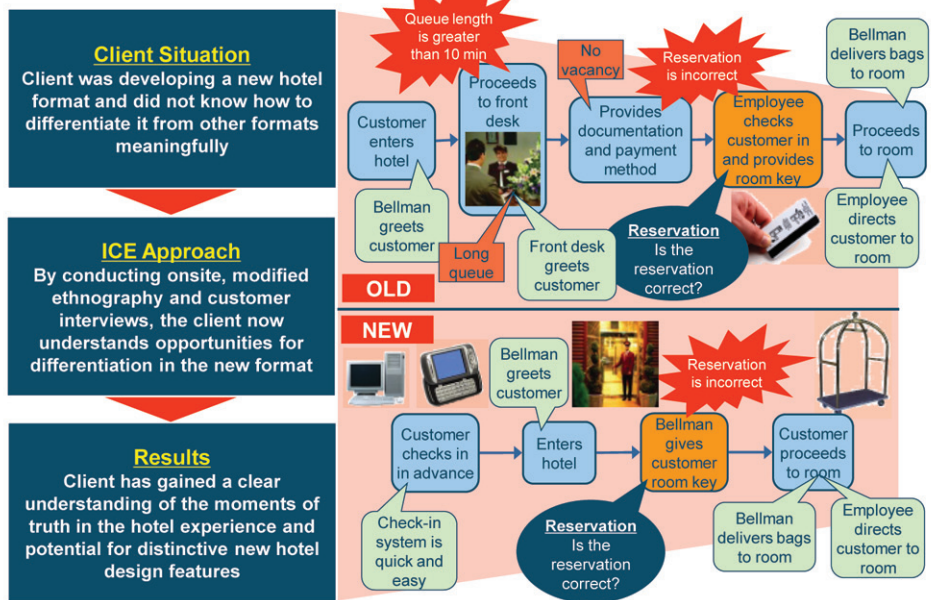 Client Situation
Client was developing a new hotel
format and did not know how to
differentiate it from other formats
meaningfully
ICE Approach
By conducting onsite, modified
ethnography and customer
interviews, the client now
understands opportunities for
differentiation in the new format
Results
Client has gained a clear
understanding of the moments of
truth in the hotel experience and
potential for distinctive new hotel
design features
Queue length
is greater
than 10 min
No
vacancy
Reservation
is incorrect
Bellman
delivers bags
to room
Customer
enters
hotel
Proceeds
to front
desk
Provides
documentation
and payment
method
Employee
checks
customer in
and provides
room key
Proceeds
to room
Bellman
greets
customer
Long
queue
Front desk
greets
customer
Reservation
Is the
reservation
correct?
Employee
directs
customer to
room
OLD
NEW
Bellman
greets
customer
Reservation
is incorrect
Customer
checks in
in advance
Enters
hotel
Bellman
gives
customer
room key
Customer
proceeds
to room
Check-in
system is
quick and
easy
Reservation
Is the
reservation
correct?
Bellman
delivers bags
to room
Employee
directs
customer to
room